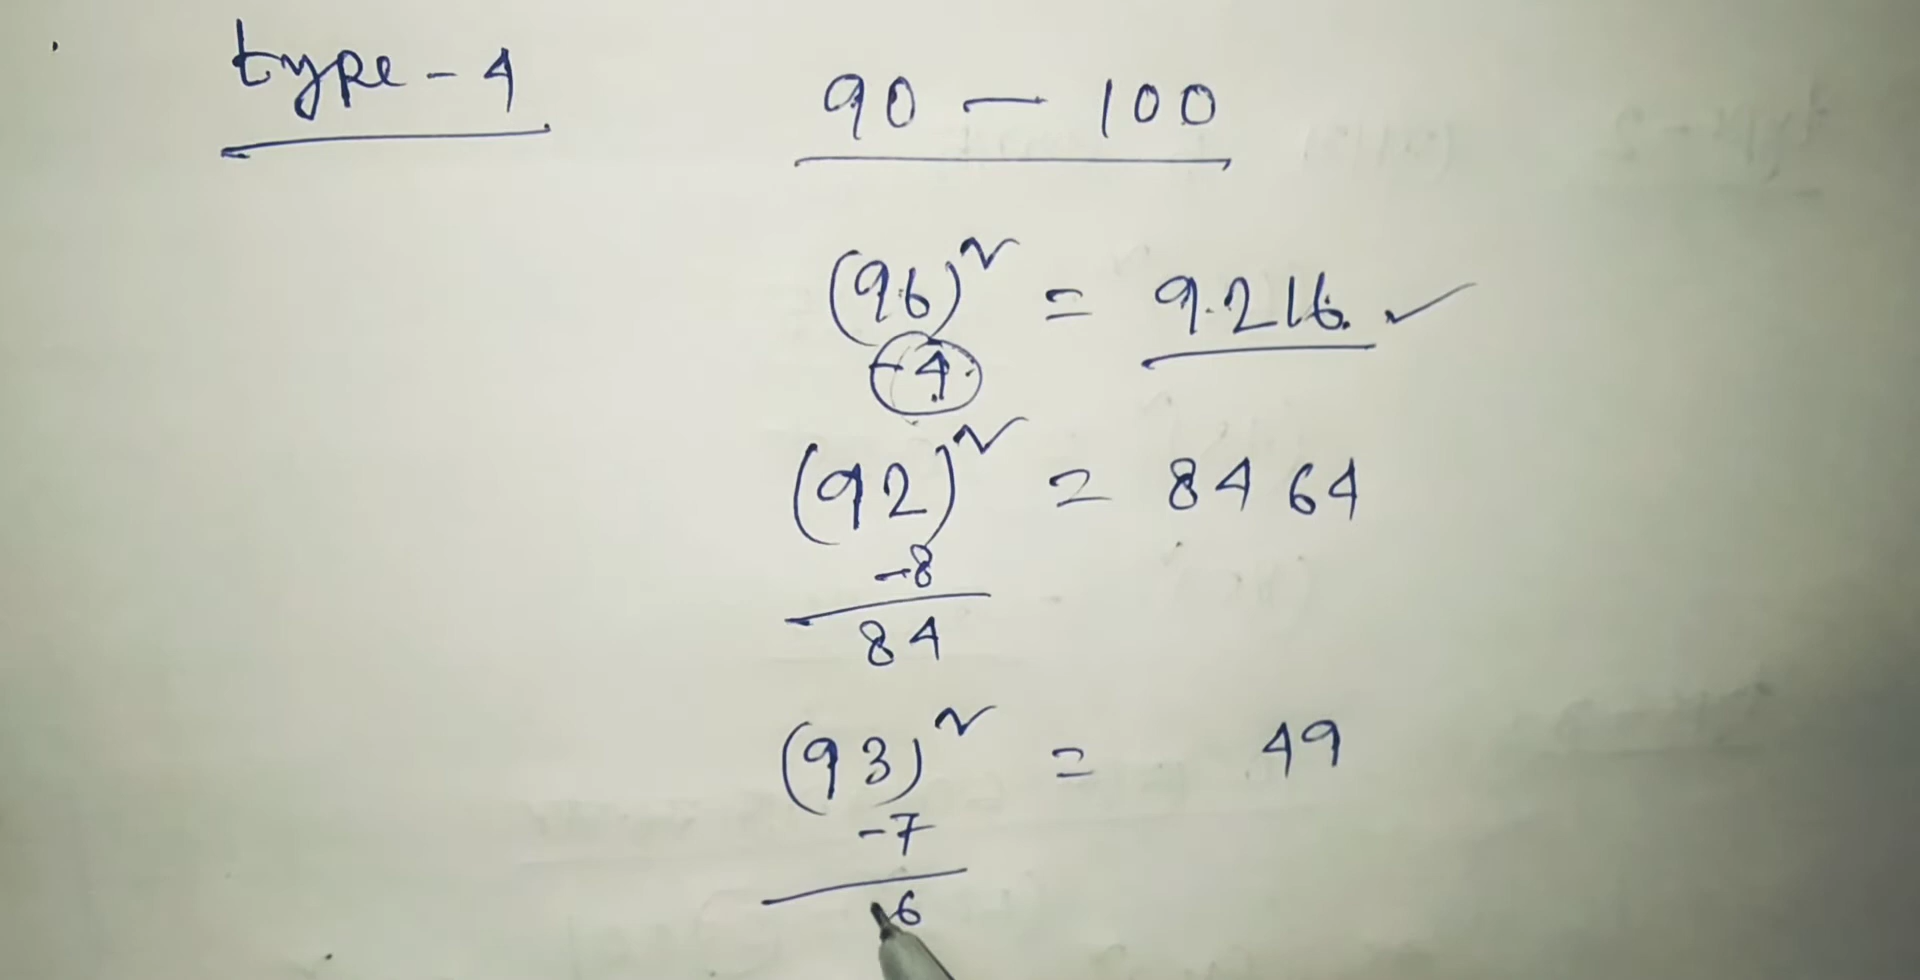 type - 4
90 - 100
(96)² = 9216 ✓
-4
(92)² = 8464
-8
84
(93)² = 49
-7
6